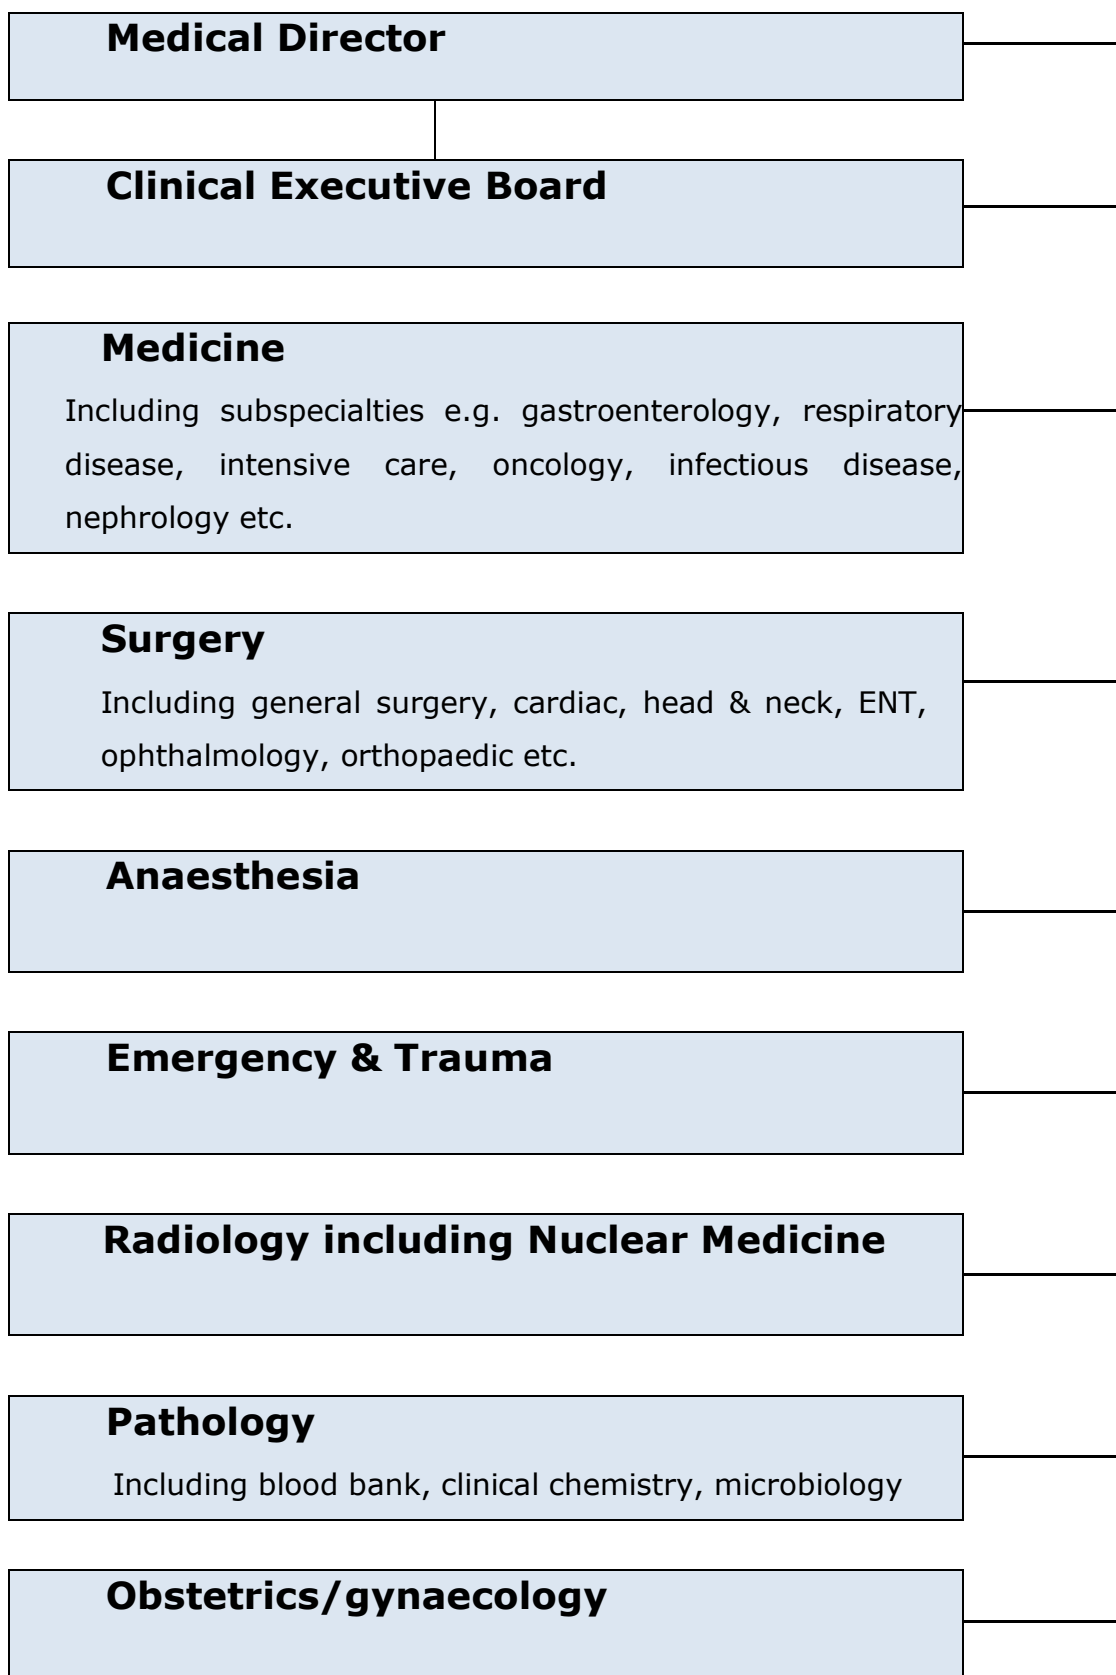 Medical Director
Clinical Executive Board
Medicine
Including subspecialties e.g. gastroenterology, respiratory
disease, intensive care, oncology, infectious disease,
nephrology etc.
Surgery
Including general surgery, cardiac, head & neck, ENT,
ophthalmology, orthopaedic etc.
Anaesthesia
Emergency & Trauma
Radiology including Nuclear Medicine
Pathology
Including blood bank, clinical chemistry, microbiology
Obstetrics/gynaecology